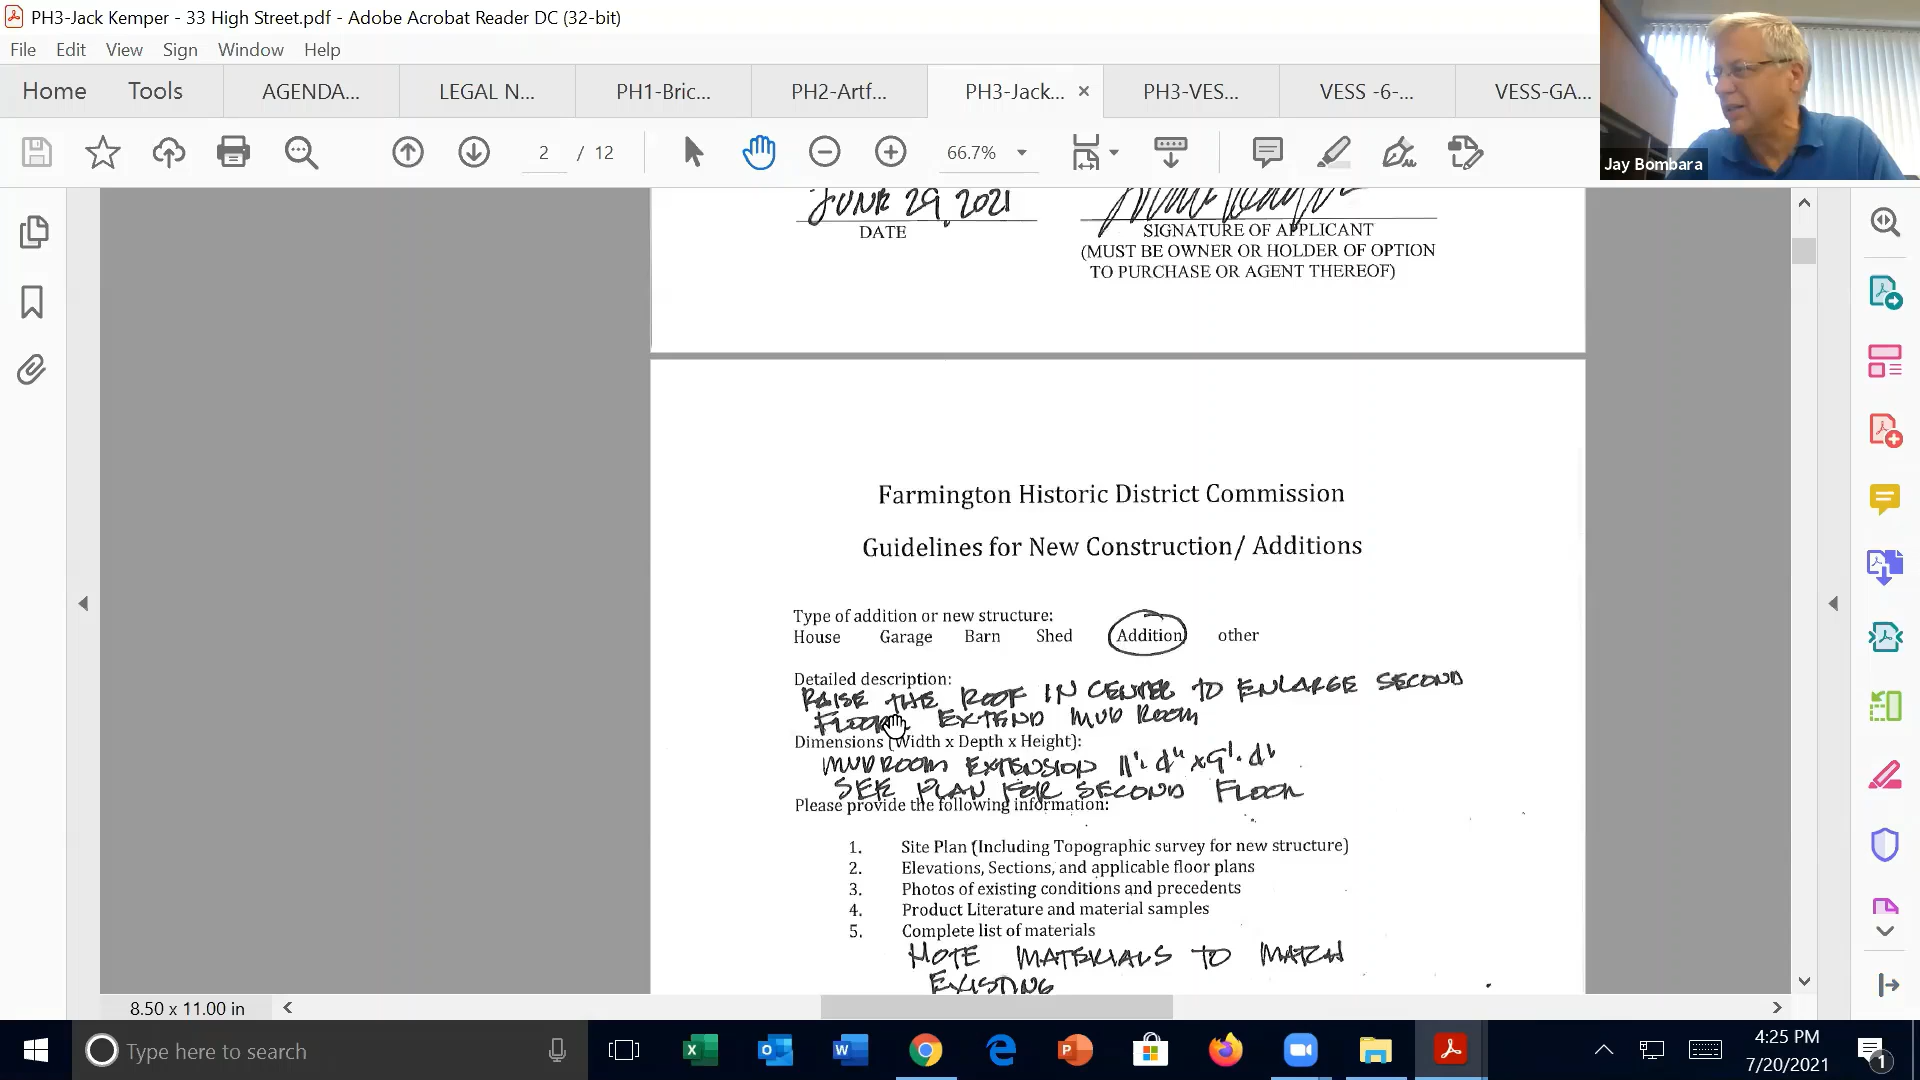 PH3-Jack Kemper - 33 High Street.pdf - Adobe Acrobat Reader DC (32-bit)
File Edit View Sign Window Help
Home Tools AGENDA... LEGAL N... PH1-Bric... PH2-Artf... PH3-Jack... × PH3-VES... VESS -6-... VESS-GA...
2 / 12 66.7%
Jay Bombara
JUNE 29, 2021
DATE
SIGNATURE OF APPLICANT
(MUST BE OWNER OR HOLDER OF OPTION
TO PURCHASE OR AGENT THEREOF)
Farmington Historic District Commission
Guidelines for New Construction/ Additions
Type of addition or new structure:
House Garage Barn Shed Addition other
Detailed description:
RAISE THE ROOF IN CENTER TO ENLARGE SECOND
FLOOR EXTEND MUD ROOM
Dimensions (Width x Depth x Height):
MUDROOM EXTENSION
SEE PLAN FOR SECOND FLOOR
Please provide the following information:
1. Site Plan (Including Topographic survey for new structure)
2. Elevations, Sections, and applicable floor plans
3. Photos of existing conditions and precedents
4. Product Literature and material samples
5. Complete list of materials
NOTE MATERIALS TO MATCH
EXISTING
8.50 x 11.00 in
Type here to search
4:25 PM
7/20/2021
1